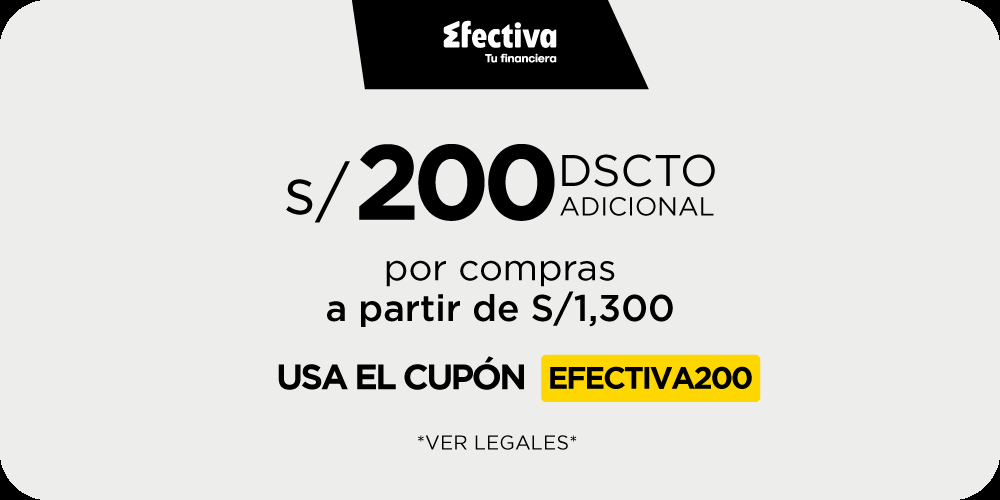 Efectiva
Tu financiera
S/200 DSCTO
ADICIONAL
por compras
a partir de S/1,300
USA EL CUPÓN EFECTIVA200
*VER LEGALES*